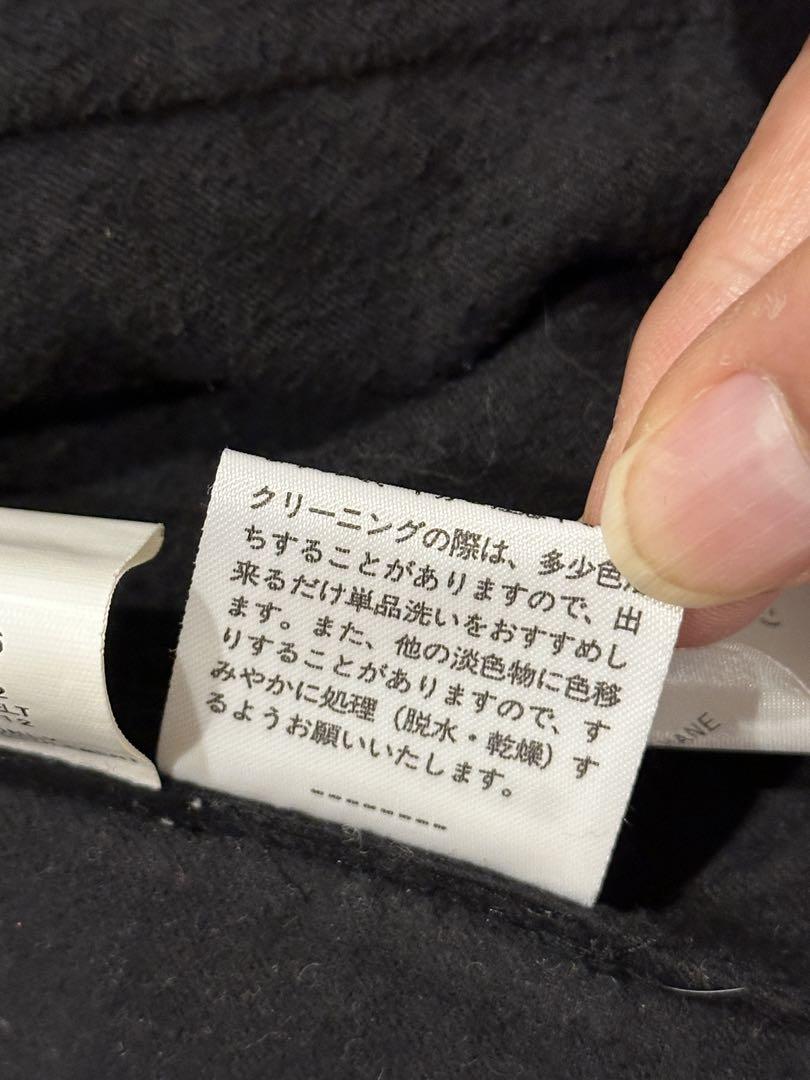 クリーニングの際は、多少色
ちすることがありますので、出
来るだけ単品洗いをおすすめし
ます。また、他の淡色物に色移
りすることがありますので、す
みやかに処理（脱水・乾燥）す
るようお願いいたします。
--------